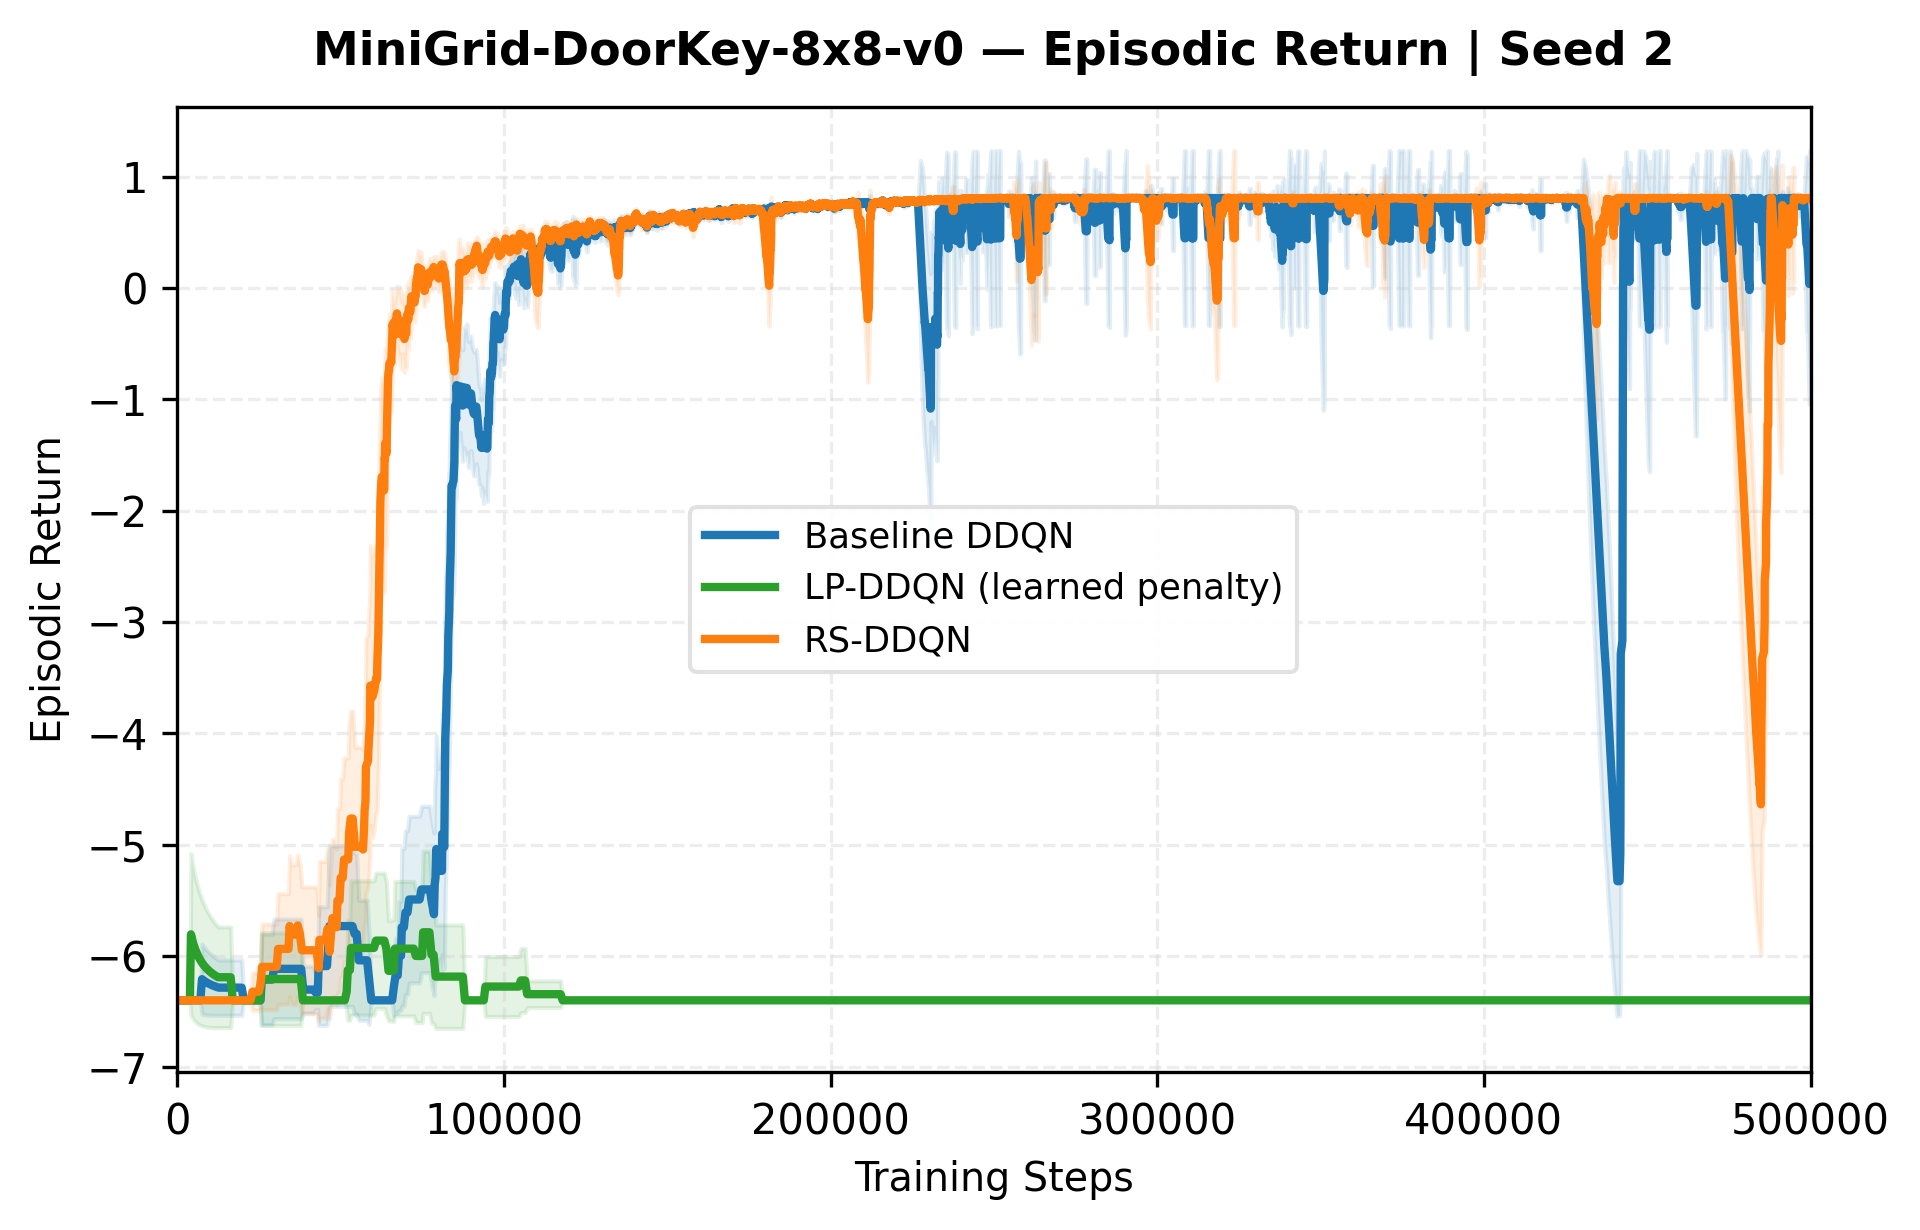 MiniGrid-DoorKey-8x8-v0 — Episodic Return | Seed 2
Episodic Return
1
0
−1
−2
−3
−4
−5
−6
−7
Baseline DDQN
LP-DDQN (learned penalty)
RS-DDQN
0
100000
200000
300000
400000
500000
Training Steps